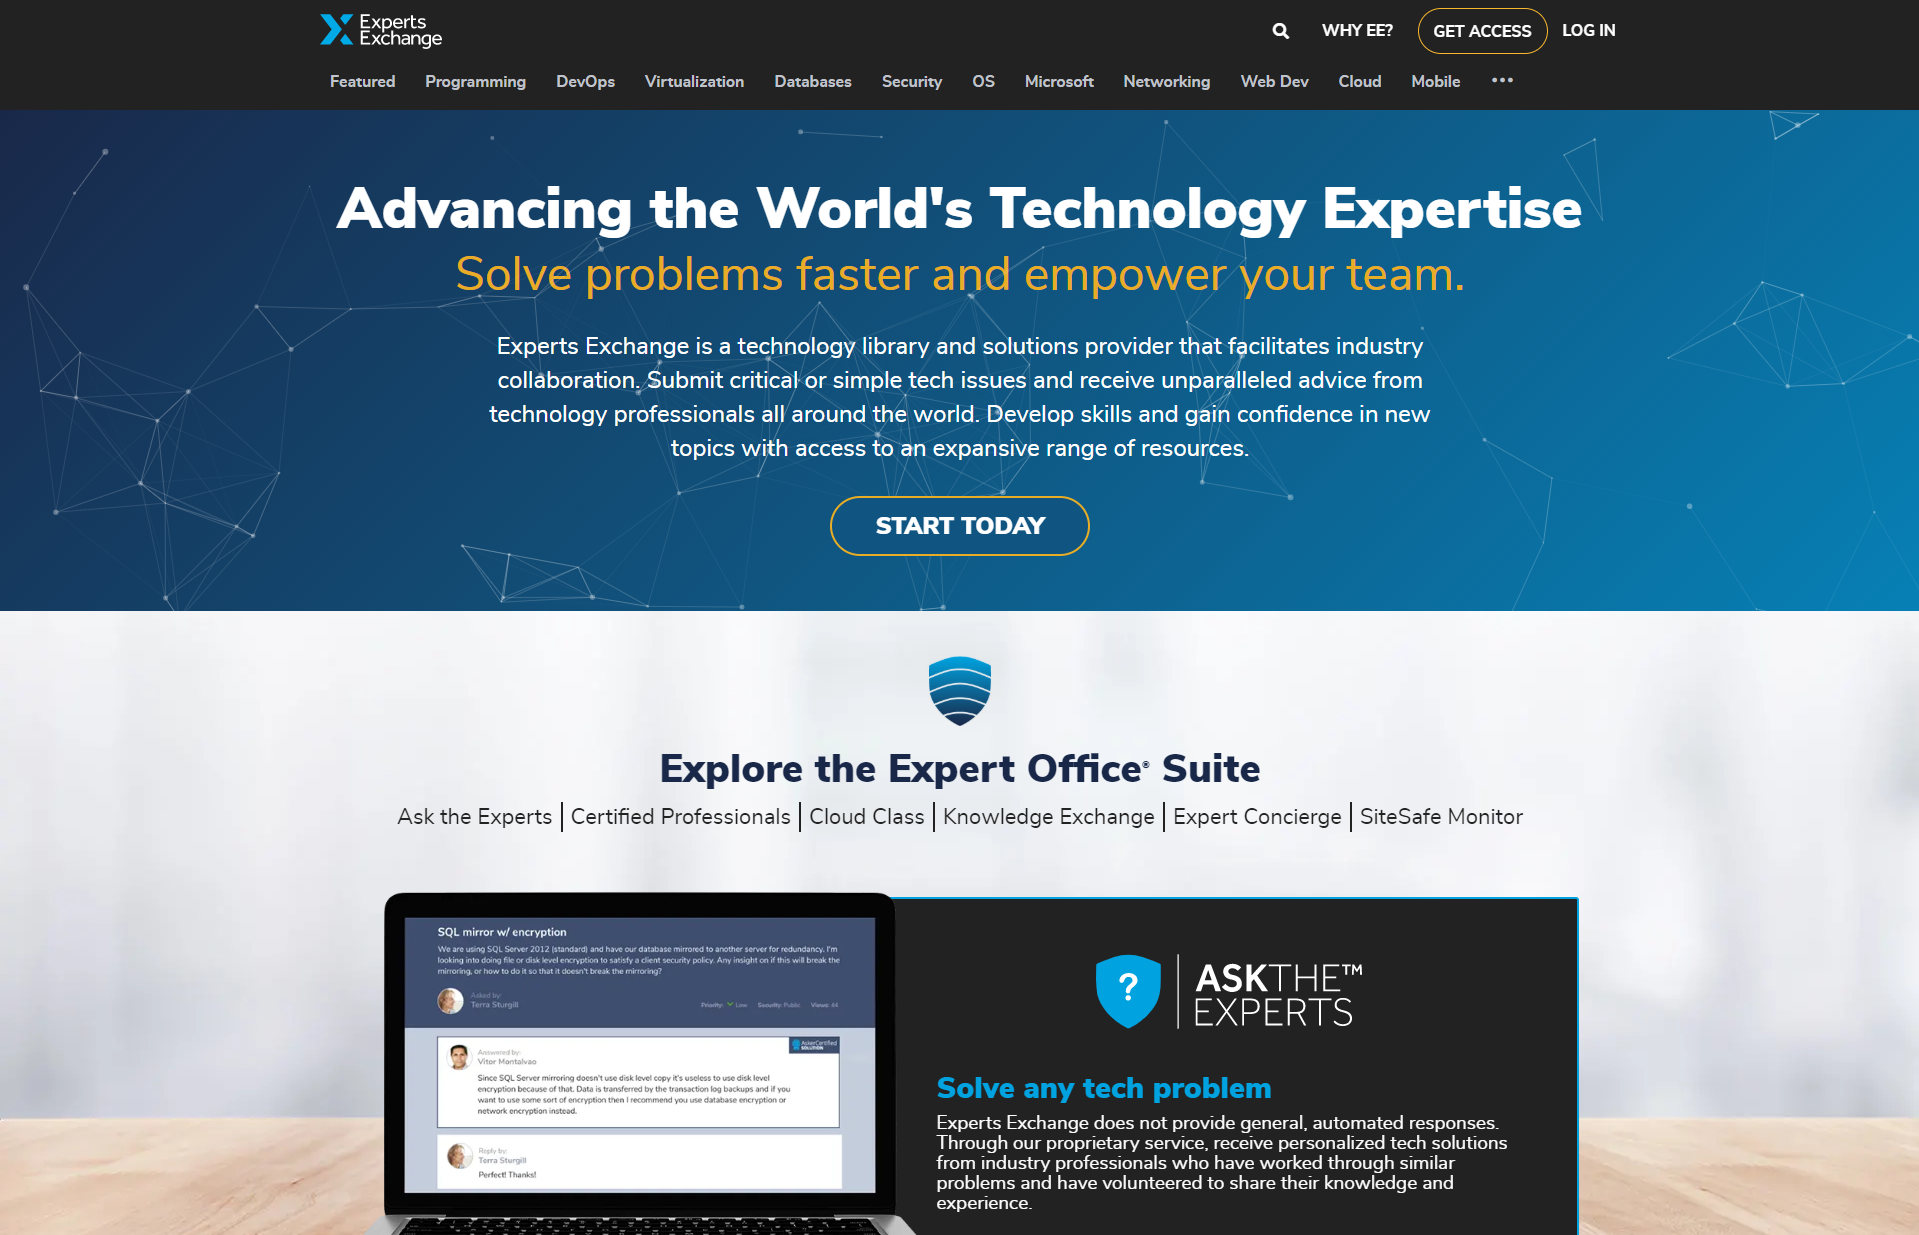 Experts
Exchange
WHY EE?
GET ACCESS
LOG IN
Featured
Programming
DevOps
Virtualization
Databases
Security
OS
Microsoft
Networking
Web Dev
Cloud
Mobile
•••
Advancing the World's Technology Expertise
Solve problems faster and empower your team.
Experts Exchange is a technology library and solutions provider that facilitates industry
collaboration. Submit critical or simple tech issues and receive unparalleled advice from
technology professionals all around the world. Develop skills and gain confidence in new
topics with access to an expansive range of resources.
START TODAY
Explore the Expert Office® Suite
Ask the Experts | Certified Professionals | Cloud Class | Knowledge Exchange | Expert Concierge | SiteSafe Monitor
SQL mirror w/ encryption
We are using SQL Server 2012 (standard) and have our database mirrored to another server for redundancy. I'm
looking into doing file or disk level encryption to satisfy a client security policy. Any insight on if this will break the
mirroring, or how to do it so that it doesn't break the mirroring?
Asked by:
Terra Sturgill
Priority: Low Security: Public Views: 44
AskerCertified
SOLUTION
Answered by:
Vitor Montalvao
Since SQL Server mirroring doesn't use disk level copy it's useless to use disk level
encryption because of that. Data is transferred by the transaction log backups and if you
want to use some sort of encryption then I recommend you use database encryption or
network encryption instead.
Reply by:
Terra Sturgill
Perfect! Thanks!
?
ASKTHE™
EXPERTS
Solve any tech problem
Experts Exchange does not provide general, automated responses.
Through our proprietary service, receive personalized tech solutions
from industry professionals who have worked through similar
problems and have volunteered to share their knowledge and
experience.